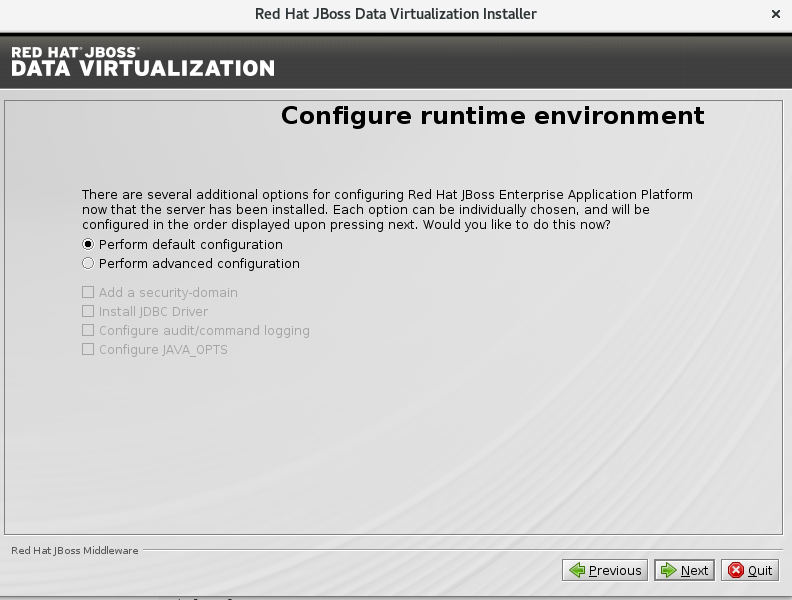 Red Hat JBoss Data Virtualization Installer
RED HAT® JBOSS®
DATA VIRTUALIZATION
Configure runtime environment
There are several additional options for configuring Red Hat JBoss Enterprise Application Platform
now that the server has been installed. Each option can be individually chosen, and will be
configured in the order displayed upon pressing next. Would you like to do this now?
Perform default configuration
Perform advanced configuration
Add a security-domain
Install JDBC Driver
Configure audit/command logging
Configure JAVA_OPTS
Red Hat JBoss Middleware
Previous
Next
Quit